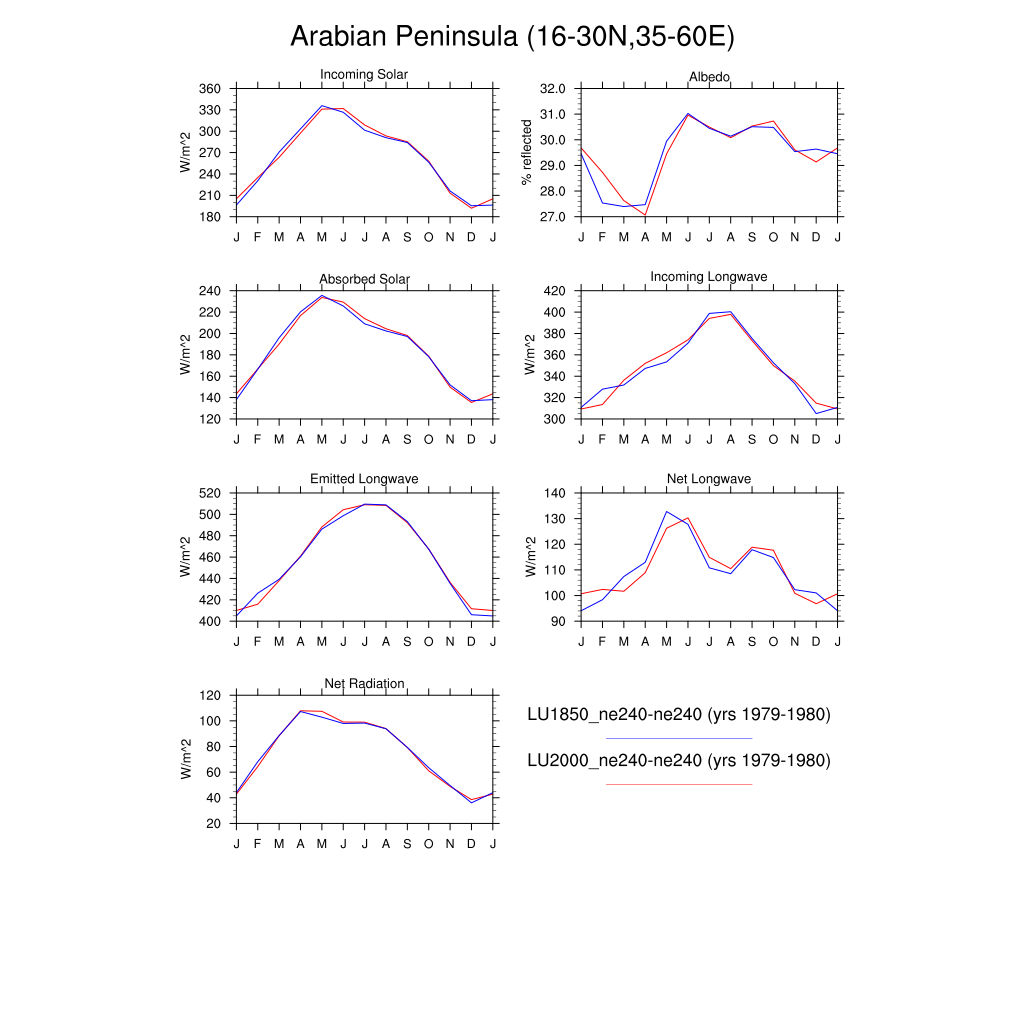 Arabian Peninsula (16-30N,35-60E)
Incoming Solar
W/m^2
360
330
300
270
240
210
180
J F M A M J J A S O N D J
Albedo
% reflected
32.0
31.0
30.0
29.0
28.0
27.0
J F M A M J J A S O N D J
Absorbed Solar
W/m^2
240
220
200
180
160
140
120
J F M A M J J A S O N D J
Incoming Longwave
W/m^2
420
400
380
360
340
320
300
J F M A M J J A S O N D J
Emitted Longwave
W/m^2
520
500
480
460
440
420
400
J F M A M J J A S O N D J
Net Longwave
W/m^2
140
130
120
110
100
90
J F M A M J J A S O N D J
Net Radiation
W/m^2
120
100
80
60
40
20
J F M A M J J A S O N D J
LU1850_ne240-ne240 (yrs 1979-1980)
LU2000_ne240-ne240 (yrs 1979-1980)